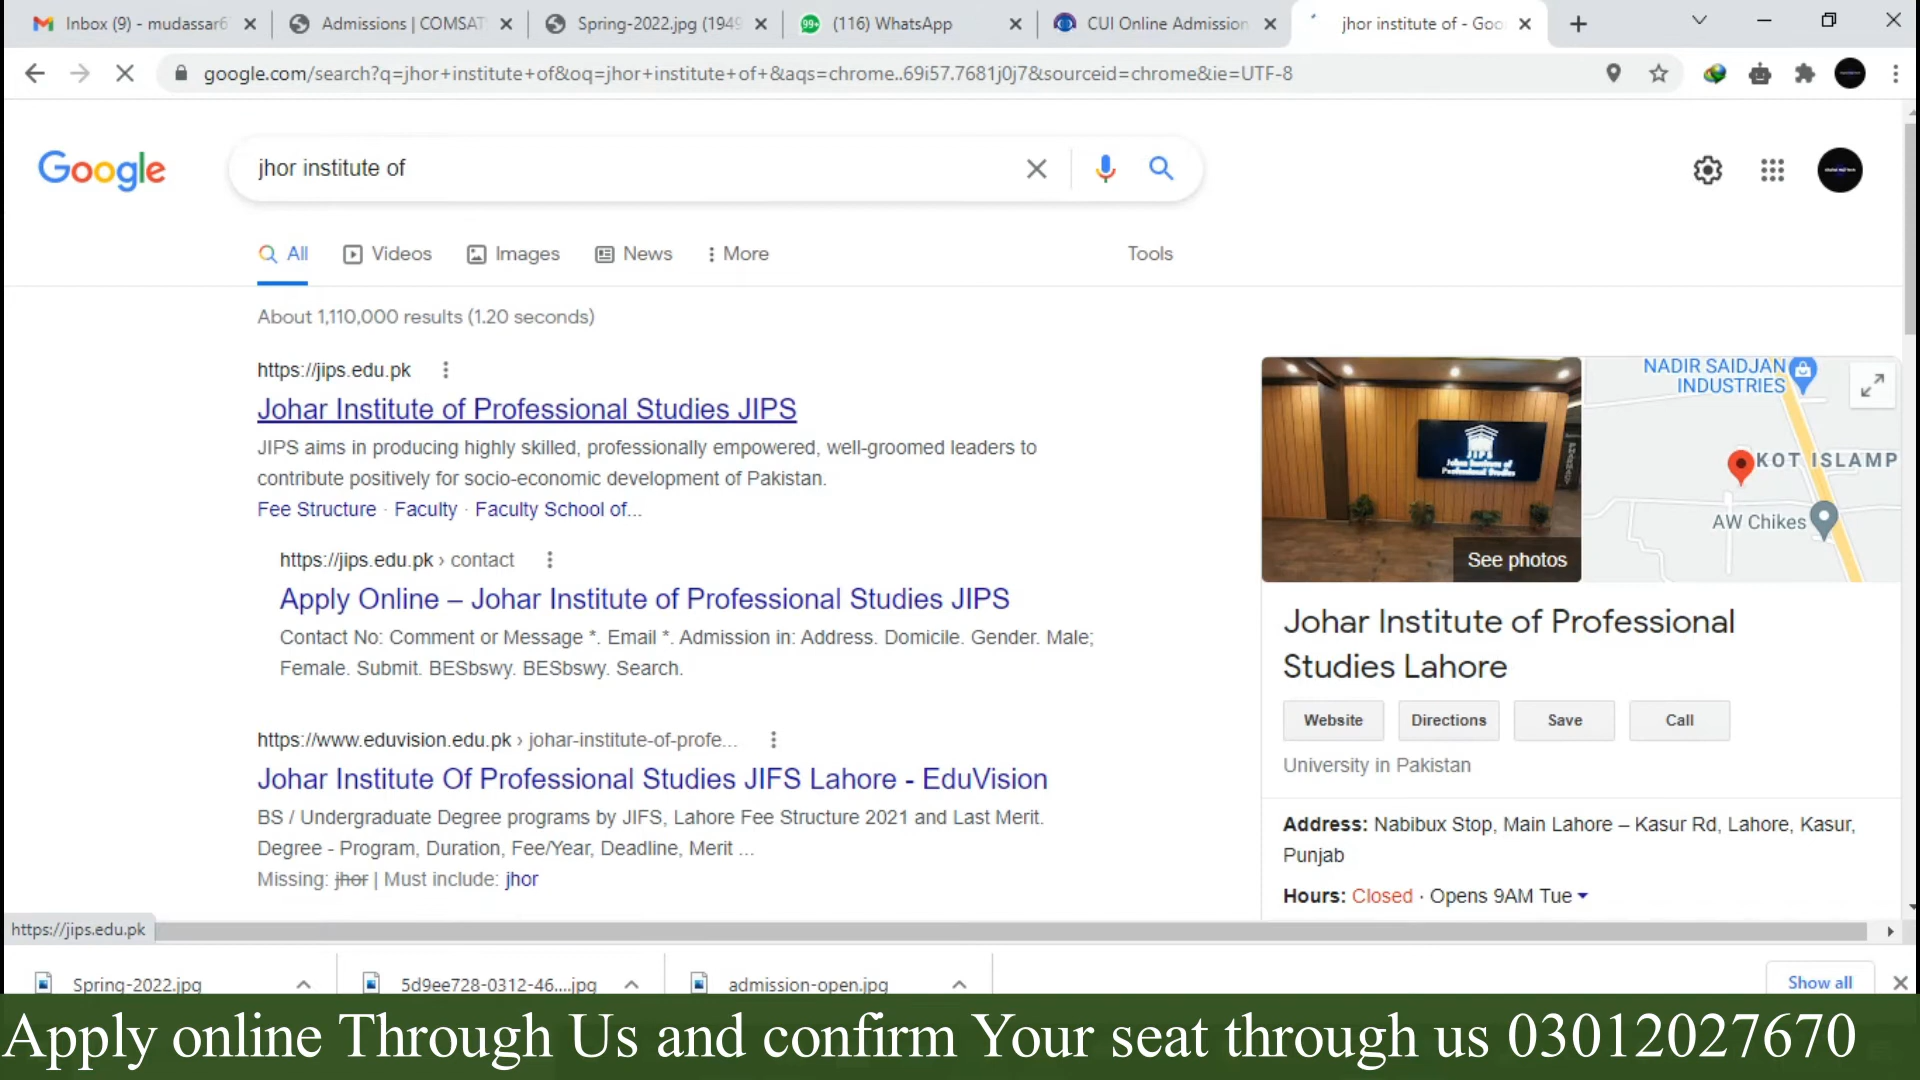 Inbox (9) - mudassar6
Admissions | COMSAT
Spring-2022.jpg (1949
99+
(116) WhatsApp
CUI Online Admission
jhor institute of - Goo
google.com/search?q=jhor+institute+of&oq=jhor+institute+of+&aqs=chrome..69i57.7681j0j7&sourceid=chrome&ie=UTF-8
Google
jhor institute of
All
Videos
Images
News
More
Tools
About 1,110,000 results (1.20 seconds)
https://jips.edu.pk
Johar Institute of Professional Studies JIPS
JIPS aims in producing highly skilled, professionally empowered, well-groomed leaders to
contribute positively for socio-economic development of Pakistan.
Fee Structure · Faculty · Faculty School of...
https://jips.edu.pk › contact
Apply Online – Johar Institute of Professional Studies JIPS
Contact No: Comment or Message *. Email *. Admission in: Address. Domicile. Gender. Male;
Female. Submit. BESbswy. BESbswy. Search.
https://www.eduvision.edu.pk › johar-institute-of-profe...
Johar Institute Of Professional Studies JIFS Lahore - EduVision
BS / Undergraduate Degree programs by JIFS, Lahore Fee Structure 2021 and Last Merit.
Degree - Program, Duration, Fee/Year, Deadline, Merit ...
Missing: jhor | Must include: jhor
JIPS
Johar Institute of
Professional Studies
See photos
NADIR SAIDJAN
INDUSTRIES
KOT ISLAMP
AW Chikes
Johar Institute of Professional
Studies Lahore
Website
Directions
Save
Call
University in Pakistan
Address: Nabibux Stop, Main Lahore – Kasur Rd, Lahore, Kasur,
Punjab
Hours: Closed · Opens 9AM Tue
https://jips.edu.pk
Spring-2022.jpg
5d9ee728-0312-46....jpg
admission-open.jpg
Show all
Apply online Through Us and confirm Your seat through us 03012027670